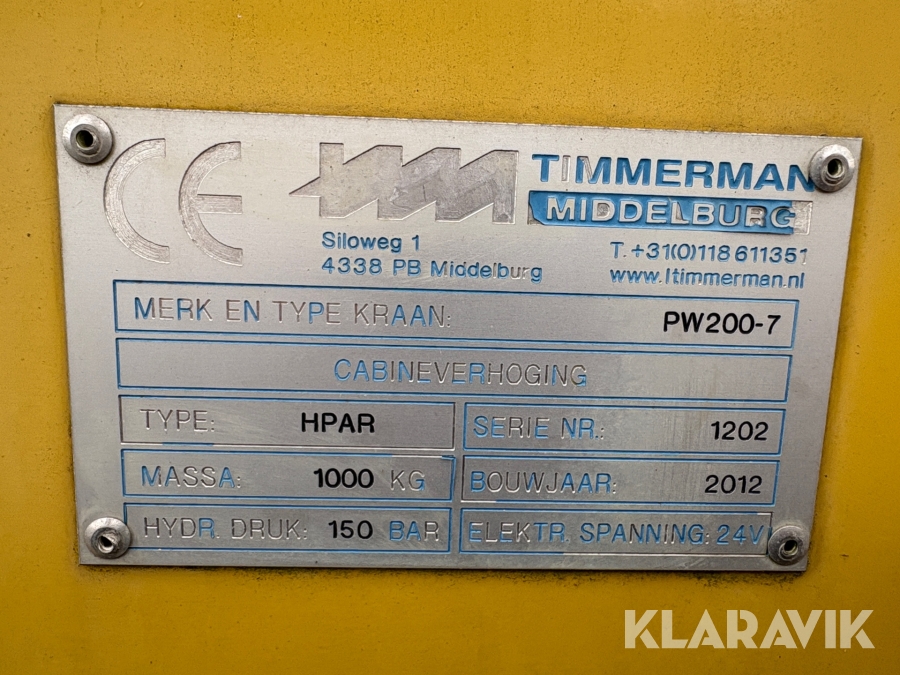 CE
TIMMERMAN
MIDDELBURG
Siloweg 1
4338 PB Middelburg
T. +31(0)118 611351
www.ltimmerman.nl
MERK EN TYPE KRAAN: PW200-7
CABINEVERHOGING
TYPE: HPAR
SERIE NR.: 1202
MASSA: 1000 KG
BOUWJAAR: 2012
HYDR. DRUK: 150 BAR
ELEKTR. SPANNING: 24V
KLARAVIK